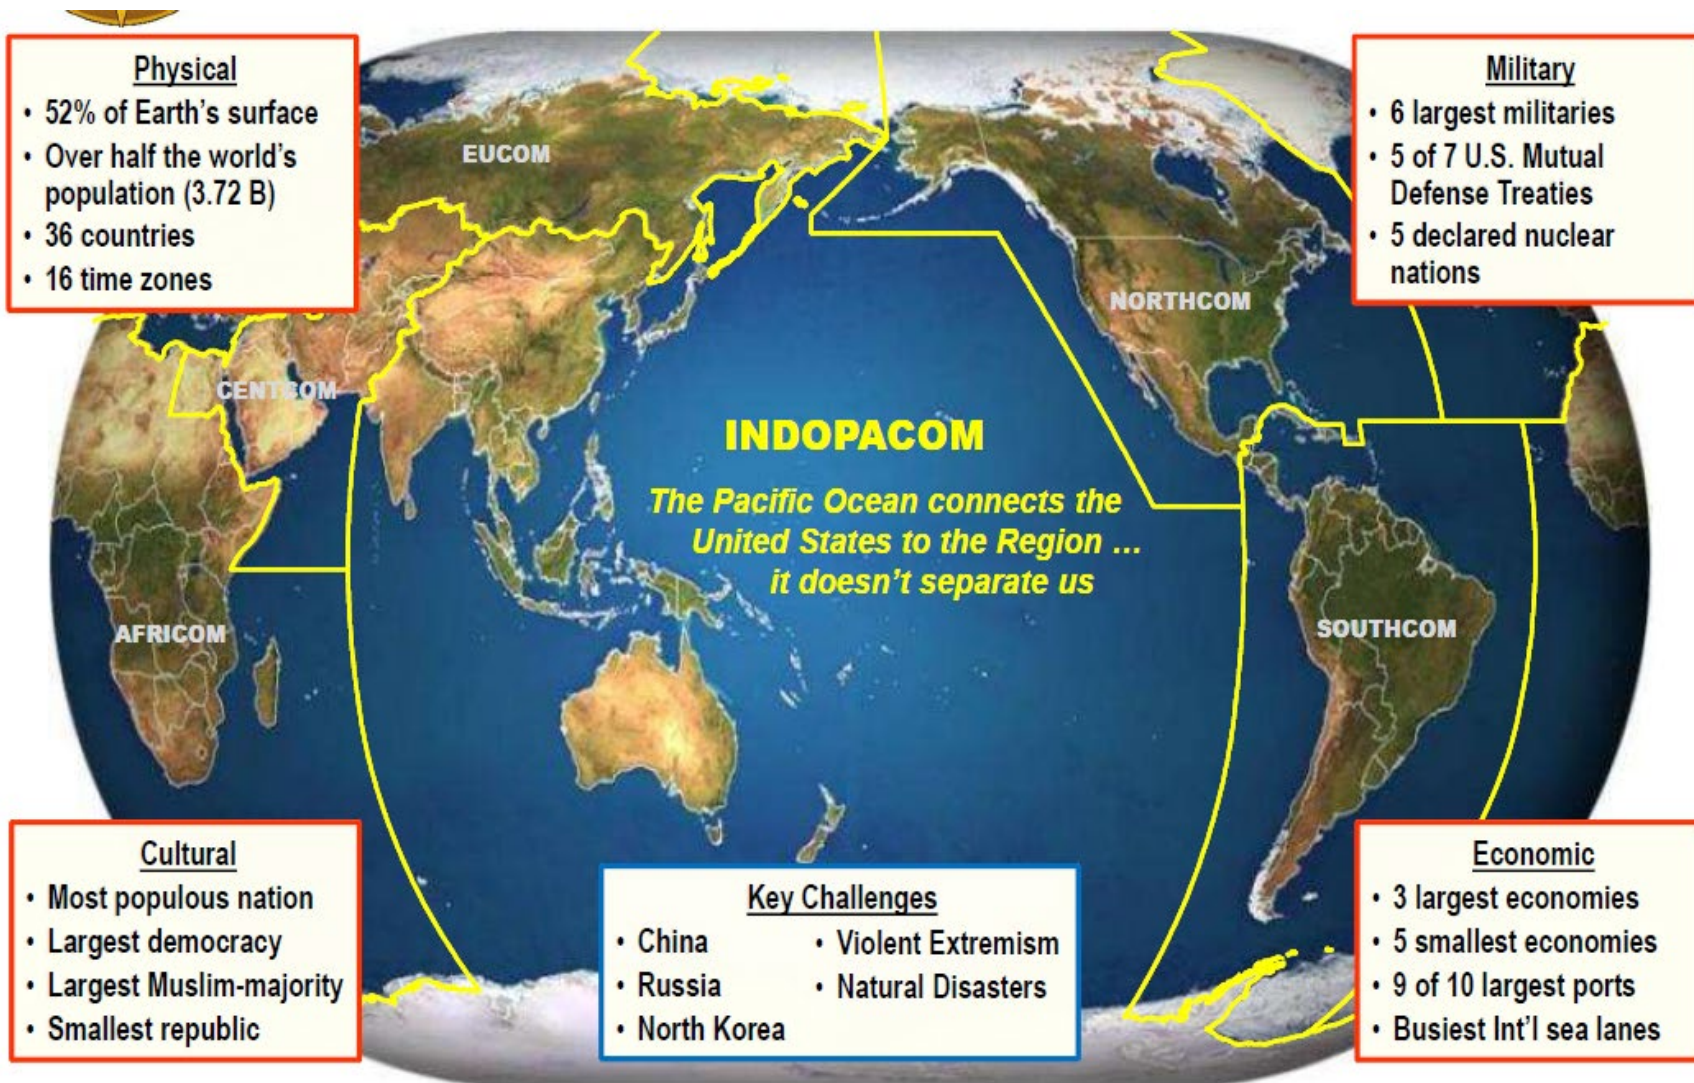 Physical
• 52% of Earth's surface
• Over half the world's
population (3.72 B)
• 36 countries
• 16 time zones
Military
• 6 largest militaries
• 5 of 7 U.S. Mutual
Defense Treaties
• 5 declared nuclear
nations
EUCOM
NORTHCOM
CENTCOM
INDOPACOM
The Pacific Ocean connects the
United States to the Region ...
it doesn't separate us
AFRICOM
SOUTHCOM
Cultural
• Most populous nation
• Largest democracy
• Largest Muslim-majority
• Smallest republic
Key Challenges
• China
• Russia
• North Korea
• Violent Extremism
• Natural Disasters
Economic
• 3 largest economies
• 5 smallest economies
• 9 of 10 largest ports
• Busiest Int'l sea lanes